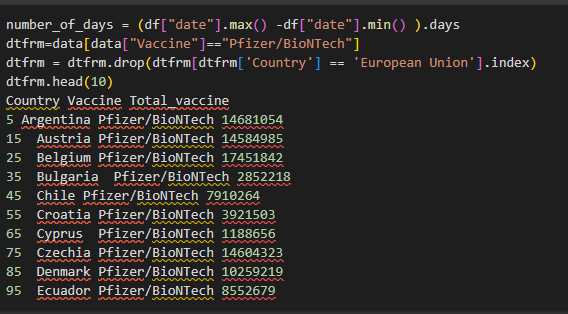 number_of_days = (df["date"].max() -df["date"].min() ).days
dtfrm=data[data["Vaccine"]=="Pfizer/BioNTech"]
dtfrm = dtfrm.drop(dtfrm[dtfrm['Country'] == 'European Union'].index)
dtfrm.head(10)
Country Vaccine Total_vaccine
5 Argentina Pfizer/BioNTech 14681054
15  Austria Pfizer/BioNTech 14584985
25  Belgium Pfizer/BioNTech 17451842
35  Bulgaria  Pfizer/BioNTech 2852218
45  Chile Pfizer/BioNTech 7910264
55  Croatia Pfizer/BioNTech 3921503
65  Cyprus  Pfizer/BioNTech 1188656
75  Czechia Pfizer/BioNTech 14604323
85  Denmark Pfizer/BioNTech 10259219
95  Ecuador Pfizer/BioNTech 8552679